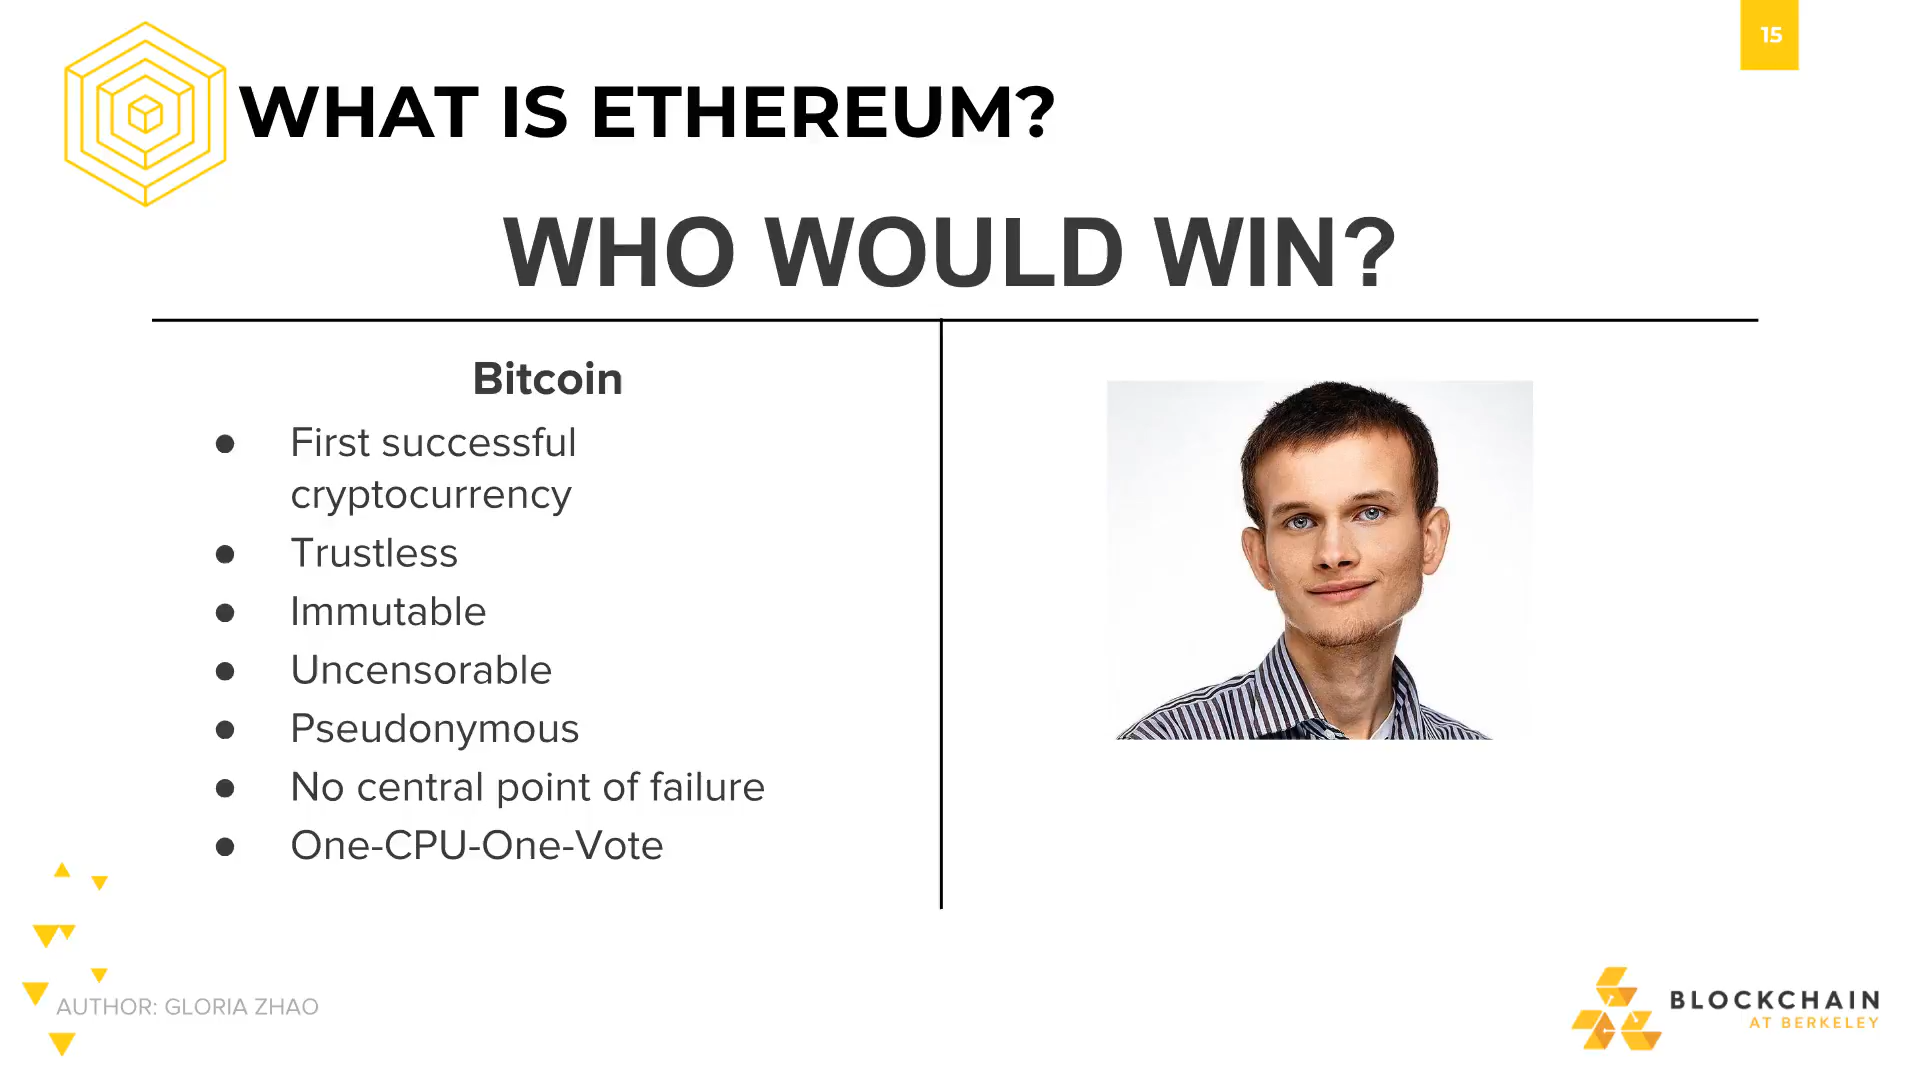 15
WHAT IS ETHEREUM?
WHO WOULD WIN?
Bitcoin
● First successful
cryptocurrency
● Trustless
● Immutable
● Uncensorable
● Pseudonymous
● No central point of failure
● One-CPU-One-Vote
AUTHOR: GLORIA ZHAO
BLOCKCHAIN
AT BERKELEY